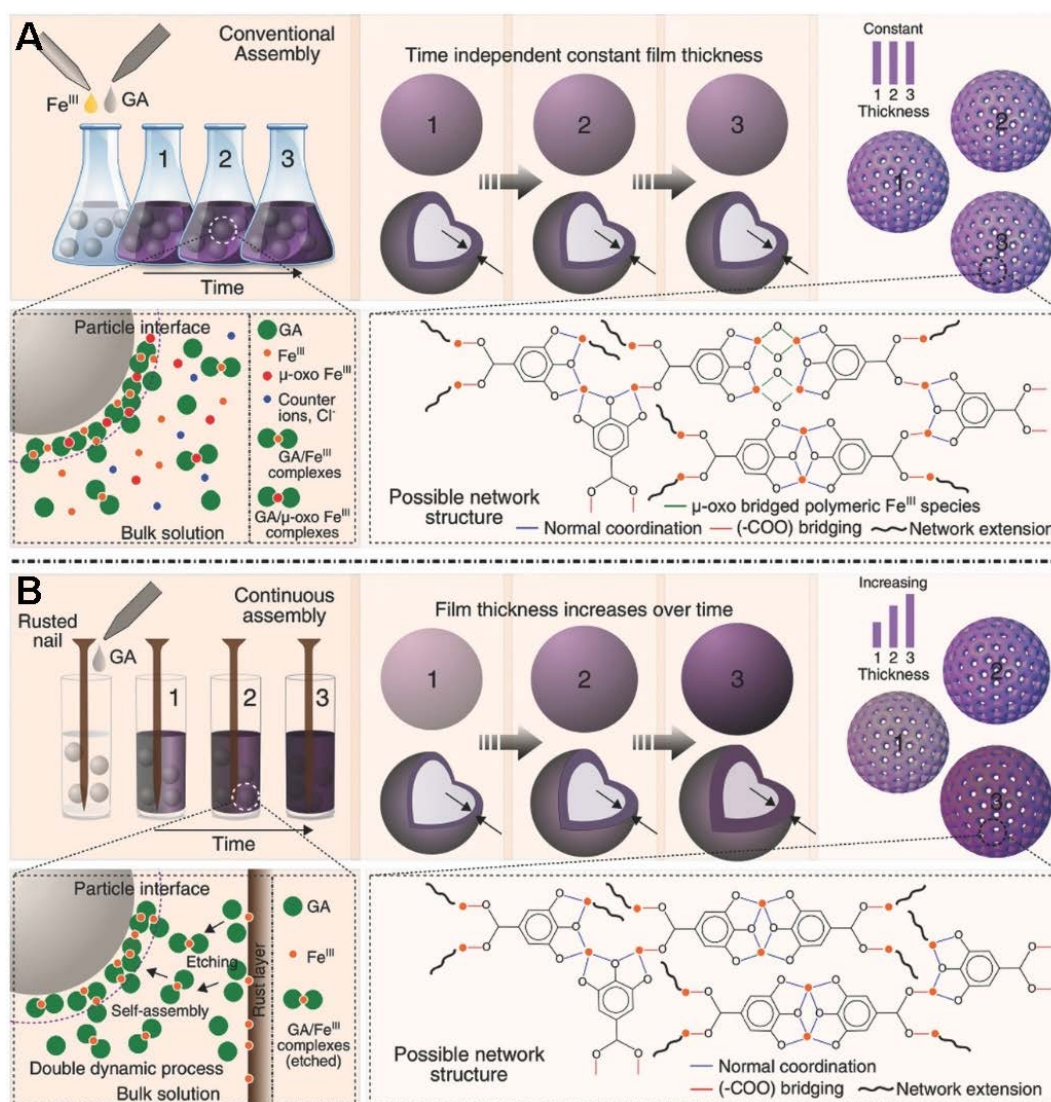 A
Conventional
Assembly
Fe^III
GA
1
2
3
Time
Time independent constant film thickness
1
2
3
Constant
1 2 3
Thickness
1
2
3
Particle interface
Bulk solution
GA
Fe^III
μ-oxo Fe^III
Counter
ions, Cl^-
GA/Fe^III
complexes
GA/μ-oxo Fe^III
complexes
O O O O O O O O O O
O O O O O O O O O O
O O O O O O O O O O
Possible network
structure
μ-oxo bridged polymeric Fe^III species
Normal coordination
(-COO) bridging
Network extension
B
Rusted
nail
GA
Continuous
assembly
1
2
3
Time
Film thickness increases over time
1
2
3
Increasing
1 2 3
Thickness
1
2
3
Particle interface
Etching
Self-assembly
Double dynamic process
Bulk solution
Rust layer
GA
Fe^III
GA/Fe^III
complexes
(etched)
Possible network
structure
Normal coordination
(-COO) bridging
Network extension